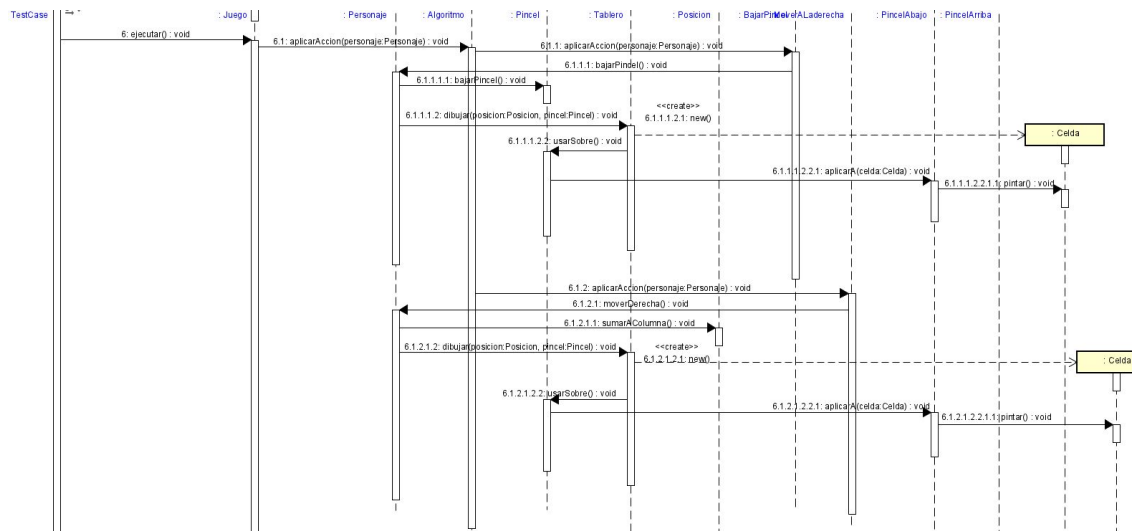 TestCase
: Juego
: Personaje
: Algoritmo
: Pincel
: Tablero
: Posicion
: BajarPincel
: MoverALaderecha
: PincelAbajo
: PincelArriba
6: ejecutar() : void
6.1: aplicarAccion(personaje:Personaje) : void
6.1.1: aplicarAccion(personaje:Personaje) : void
6.1.1.1: bajarPincel() : void
6.1.1.1.1: bajarPincel() : void
6.1.1.1.2: dibujar(posicion:Posicion, pincel:Pincel) : void
<<create>>
6.1.1.1.2.1: new()
: Celda
6.1.1.1.2.2: usarSobre() : void
6.1.1.1.2.2.1: aplicarA(celda:Celda) : void
6.1.1.1.2.2.1.1: pintar() : void
6.1.2: aplicarAccion(personaje:Personaje) : void
6.1.2.1: moverDerecha() : void
6.1.2.1.1: sumarAColumna() : void
6.1.2.1.2: dibujar(posicion:Posicion, pincel:Pincel) : void
<<create>>
6.1.2.1.2.1: new()
: Celda
6.1.2.1.2.2: usarSobre() : void
6.1.2.1.2.2.1: aplicarA(celda:Celda) : void
6.1.2.1.2.2.1.1: pintar() : void